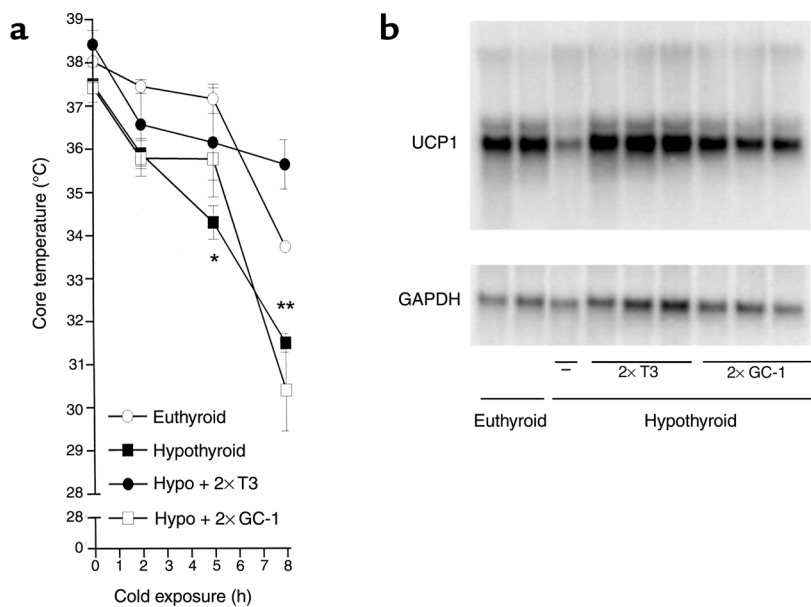 a
39
38
37
36
35
34
33
32
31
30
29
28
28
0
Core temperature (°C)
*
**
Euthyroid
Hypothyroid
Hypo + 2× T3
Hypo + 2× GC-1
0 1 2 3 4 5 6 7 8
Cold exposure (h)
b
UCP1
GAPDH
– 2× T3 2× GC-1
Euthyroid Hypothyroid